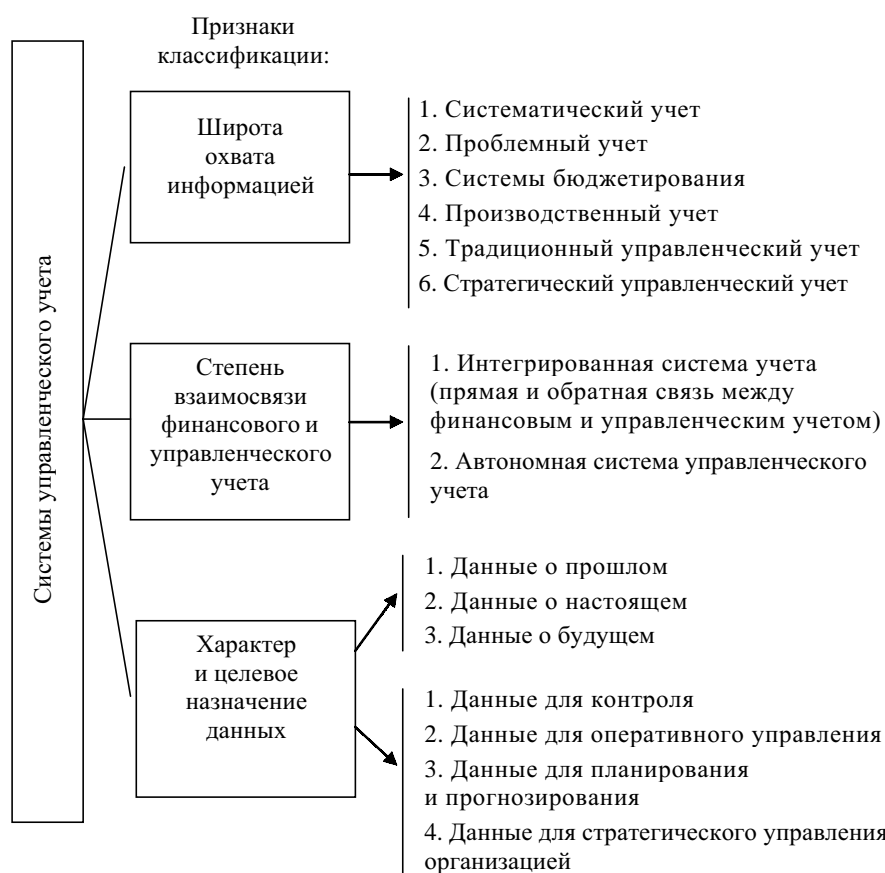 Признаки
классификации:
Системы управленческого учета
Широта
охвата
информацией
1. Систематический учет
2. Проблемный учет
3. Системы бюджетирования
4. Производственный учет
5. Традиционный управленческий учет
6. Стратегический управленческий учет
Степень
взаимосвязи
финансового и
управленческого
учета
1. Интегрированная система учета
(прямая и обратная связь между
финансовым и управленческим учетом)
2. Автономная система управленческого
учета
Характер
и целевое
назначение
данных
1. Данные о прошлом
2. Данные о настоящем
3. Данные о будущем
1. Данные для контроля
2. Данные для оперативного управления
3. Данные для планирования
и прогнозирования
4. Данные для стратегического управления
организацией